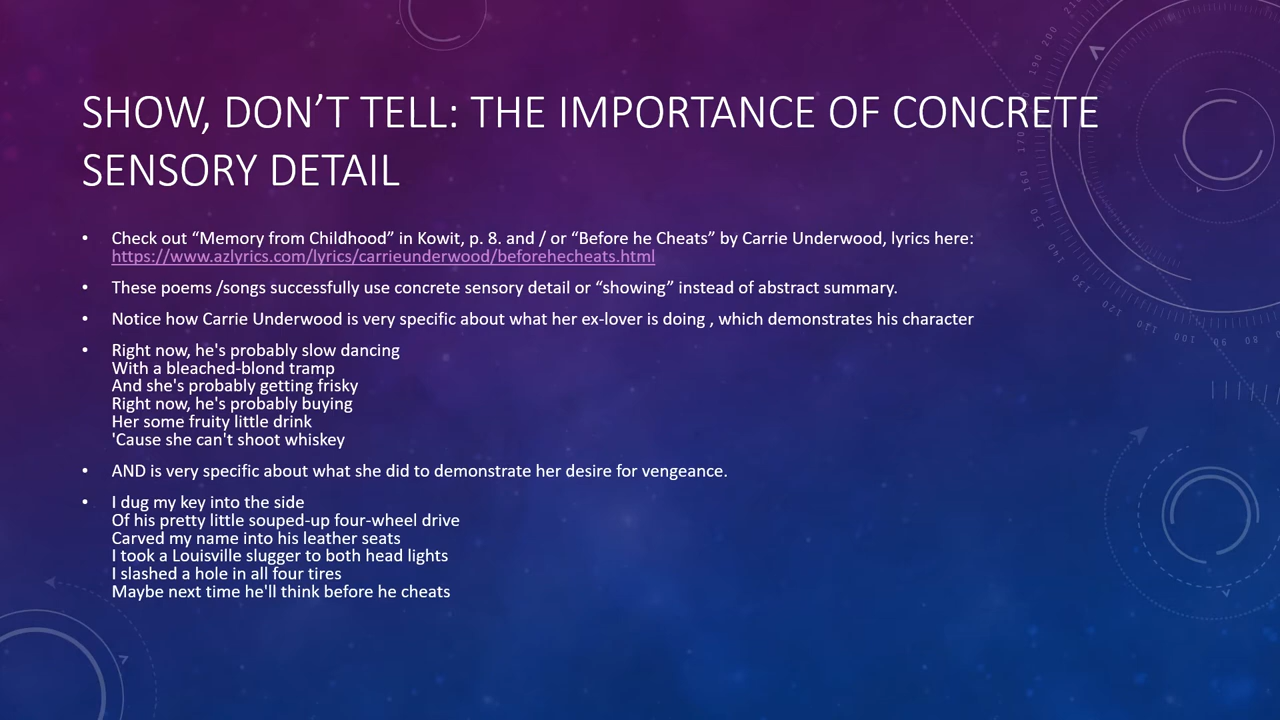 SHOW, DON'T TELL: THE IMPORTANCE OF CONCRETE
SENSORY DETAIL
• Check out “Memory from Childhood” in Kowit, p. 8. and / or “Before he Cheats” by Carrie Underwood, lyrics here:
https://www.azlyrics.com/lyrics/carrieunderwood/beforehecheats.html
• These poems /songs successfully use concrete sensory detail or “showing” instead of abstract summary.
• Notice how Carrie Underwood is very specific about what her ex-lover is doing , which demonstrates his character
• Right now, he's probably slow dancing
With a bleached-blond tramp
And she's probably getting frisky
Right now, he's probably buying
Her some fruity little drink
'Cause she can't shoot whiskey
• AND is very specific about what she did to demonstrate her desire for vengeance.
• I dug my key into the side
Of his pretty little souped-up four-wheel drive
Carved my name into his leather seats
I took a Louisville slugger to both head lights
I slashed a hole in all four tires
Maybe next time he'll think before he cheats